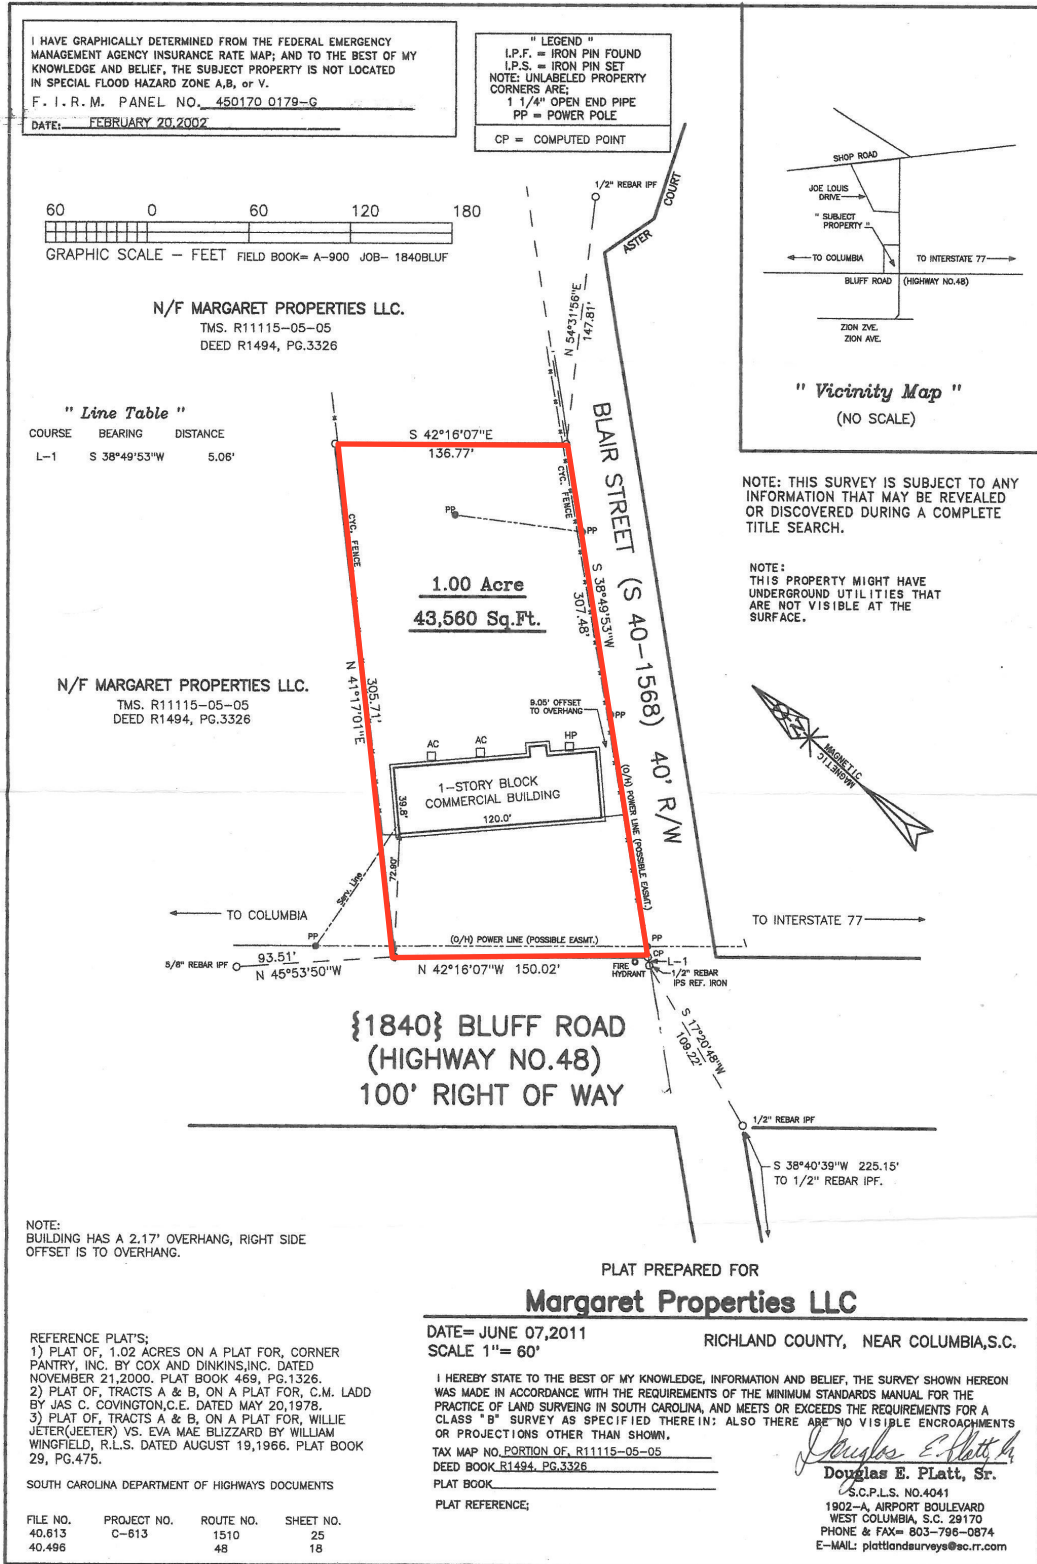 I HAVE GRAPHICALLY DETERMINED FROM THE FEDERAL EMERGENCY
MANAGEMENT AGENCY INSURANCE RATE MAP; AND TO THE BEST OF MY
KNOWLEDGE AND BELIEF, THE SUBJECT PROPERTY IS NOT LOCATED
IN SPECIAL FLOOD HAZARD ZONE A,B, or V.
F. I. R. M. PANEL NO. 450170 0179-G
DATE: FEBRUARY 20,2002
" LEGEND "
I.P.F. = IRON PIN FOUND
I.P.S. = IRON PIN SET
NOTE: UNLABELED PROPERTY
CORNERS ARE;
1 1/4" OPEN END PIPE
PP = POWER POLE
CP = COMPUTED POINT
SHOP ROAD
JOE LOUIS
DRIVE
" SUBJECT
PROPERTY "
TO COLUMBIA
TO INTERSTATE 77
BLUFF ROAD (HIGHWAY NO.48)
ZION ZVE.
ZION AVE.
" Vicinity Map "
(NO SCALE)
60 0 60 120 180
GRAPHIC SCALE - FEET FIELD BOOK= A-900 JOB- 1840BLUF
1/2" REBAR IPF
ASTER
COURT
N 54°31'56"E
147.81'
N/F MARGARET PROPERTIES LLC.
TMS. R11115-05-05
DEED R1494, PG.3326
" Line Table "
COURSE BEARING DISTANCE
L-1 S 38°49'53"W 5.06'
S 42°16'07"E
136.77'
BLAIR STREET (S 40-1568) 40' R/W
NOTE: THIS SURVEY IS SUBJECT TO ANY
INFORMATION THAT MAY BE REVEALED
OR DISCOVERED DURING A COMPLETE
TITLE SEARCH.
NOTE:
THIS PROPERTY MIGHT HAVE
UNDERGROUND UTILITIES THAT
ARE NOT VISIBLE AT THE
SURFACE.
CYC. FENCE
CYC. FENCE
PP
PP
1.00 Acre
43,560 Sq.Ft.
S 38°49'53"W
307.48'
N/F MARGARET PROPERTIES LLC.
TMS. R11115-05-05
DEED R1494, PG.3326
305.71'
N 41°17'01"E
9.05' OFFSET
TO OVERHANG
PP
AC
AC
HP
1-STORY BLOCK
COMMERCIAL BUILDING
39.8'
120.0'
MAGNETIC
MAGNETIC
(O/H) POWER LINE (POSSIBLE EASMT.)
72.90'
Serv. Line
TO COLUMBIA
TO INTERSTATE 77
PP
(O/H) POWER LINE (POSSIBLE EASMT.)
PP
CP
5/8" REBAR IPF
93.51'
N 45°53'50"W
N 42°16'07"W 150.02'
FIRE
HYDRANT
L-1
1/2" REBAR
IPS REF. IRON
{1840} BLUFF ROAD
(HIGHWAY NO.48)
100' RIGHT OF WAY
S 17°20'48"W
109.22'
1/2" REBAR IPF
S 38°40'39"W 225.15'
TO 1/2" REBAR IPF.
NOTE:
BUILDING HAS A 2.17' OVERHANG, RIGHT SIDE
OFFSET IS TO OVERHANG.
PLAT PREPARED FOR
Margaret Properties LLC
DATE= JUNE 07,2011
SCALE 1"= 60'
RICHLAND COUNTY, NEAR COLUMBIA,S.C.
REFERENCE PLAT'S;
1) PLAT OF, 1.02 ACRES ON A PLAT FOR, CORNER
PANTRY, INC. BY COX AND DINKINS,INC. DATED
NOVEMBER 21,2000. PLAT BOOK 469, PG.1326.
2) PLAT OF, TRACTS A & B, ON A PLAT FOR, C.M. LADD
BY JAS C. COVINGTON,C.E. DATED MAY 20,1978.
3) PLAT OF, TRACTS A & B, ON A PLAT FOR, WILLIE
JETER(JEETER) VS. EVA MAE BLIZZARD BY WILLIAM
WINGFIELD, R.L.S. DATED AUGUST 19,1966. PLAT BOOK
29, PG.475.
SOUTH CAROLINA DEPARTMENT OF HIGHWAYS DOCUMENTS
FILE NO. PROJECT NO. ROUTE NO. SHEET NO.
40.613 C-613 1510 25
40.496 48 18
I HEREBY STATE TO THE BEST OF MY KNOWLEDGE, INFORMATION AND BELIEF, THE SURVEY SHOWN HEREON
WAS MADE IN ACCORDANCE WITH THE REQUIREMENTS OF THE MINIMUM STANDARDS MANUAL FOR THE
PRACTICE OF LAND SURVEING IN SOUTH CAROLINA, AND MEETS OR EXCEEDS THE REQUIREMENTS FOR A
CLASS "B" SURVEY AS SPECIFIED THEREIN; ALSO THERE ARE NO VISIBLE ENCROACHMENTS
OR PROJECTIONS OTHER THAN SHOWN.
TAX MAP NO. PORTION OF, R11115-05-05
DEED BOOK R1494, PG.3326
PLAT BOOK
PLAT REFERENCE;
Douglas E. Platt, Sr
Douglas E. PLatt, Sr.
S.C.P.L.S. NO.4041
1902-A, AIRPORT BOULEVARD
WEST COLUMBIA, S.C. 29170
PHONE & FAX= 803-796-0874
E-MAIL: plattlandsurveys@sc.rr.com